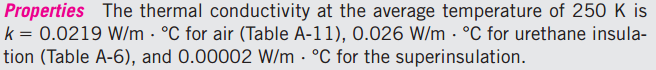 Properties The thermal conductivity at the average temperature of 250 K is
k = 0.0219 W/m · °C for air (Table A-11), 0.026 W/m · °C for urethane insula-
tion (Table A-6), and 0.00002 W/m · °C for the superinsulation.